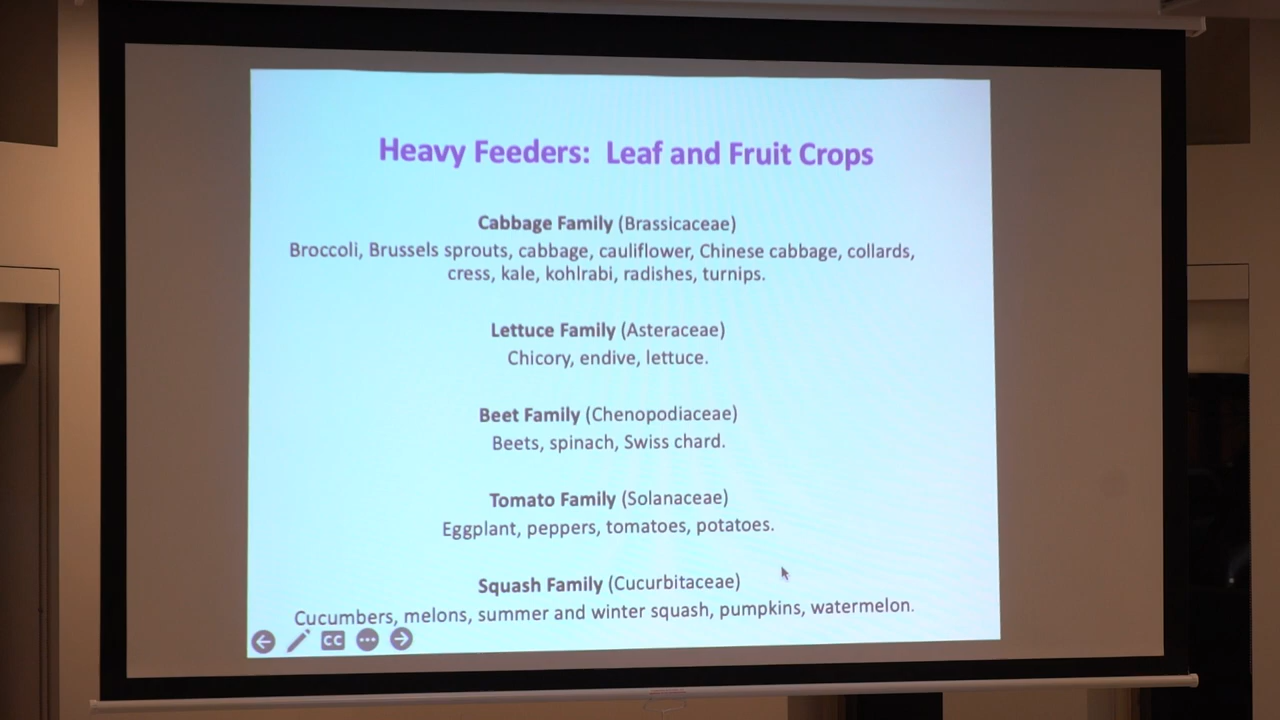 Heavy Feeders: Leaf and Fruit Crops
Cabbage Family (Brassicaceae)
Broccoli, Brussels sprouts, cabbage, cauliflower, Chinese cabbage, collards,
cress, kale, kohlrabi, radishes, turnips.
Lettuce Family (Asteraceae)
Chicory, endive, lettuce.
Beet Family (Chenopodiaceae)
Beets, spinach, Swiss chard.
Tomato Family (Solanaceae)
Eggplant, peppers, tomatoes, potatoes.
Squash Family (Cucurbitaceae)
Cucumbers, melons, summer and winter squash, pumpkins, watermelon.
CC